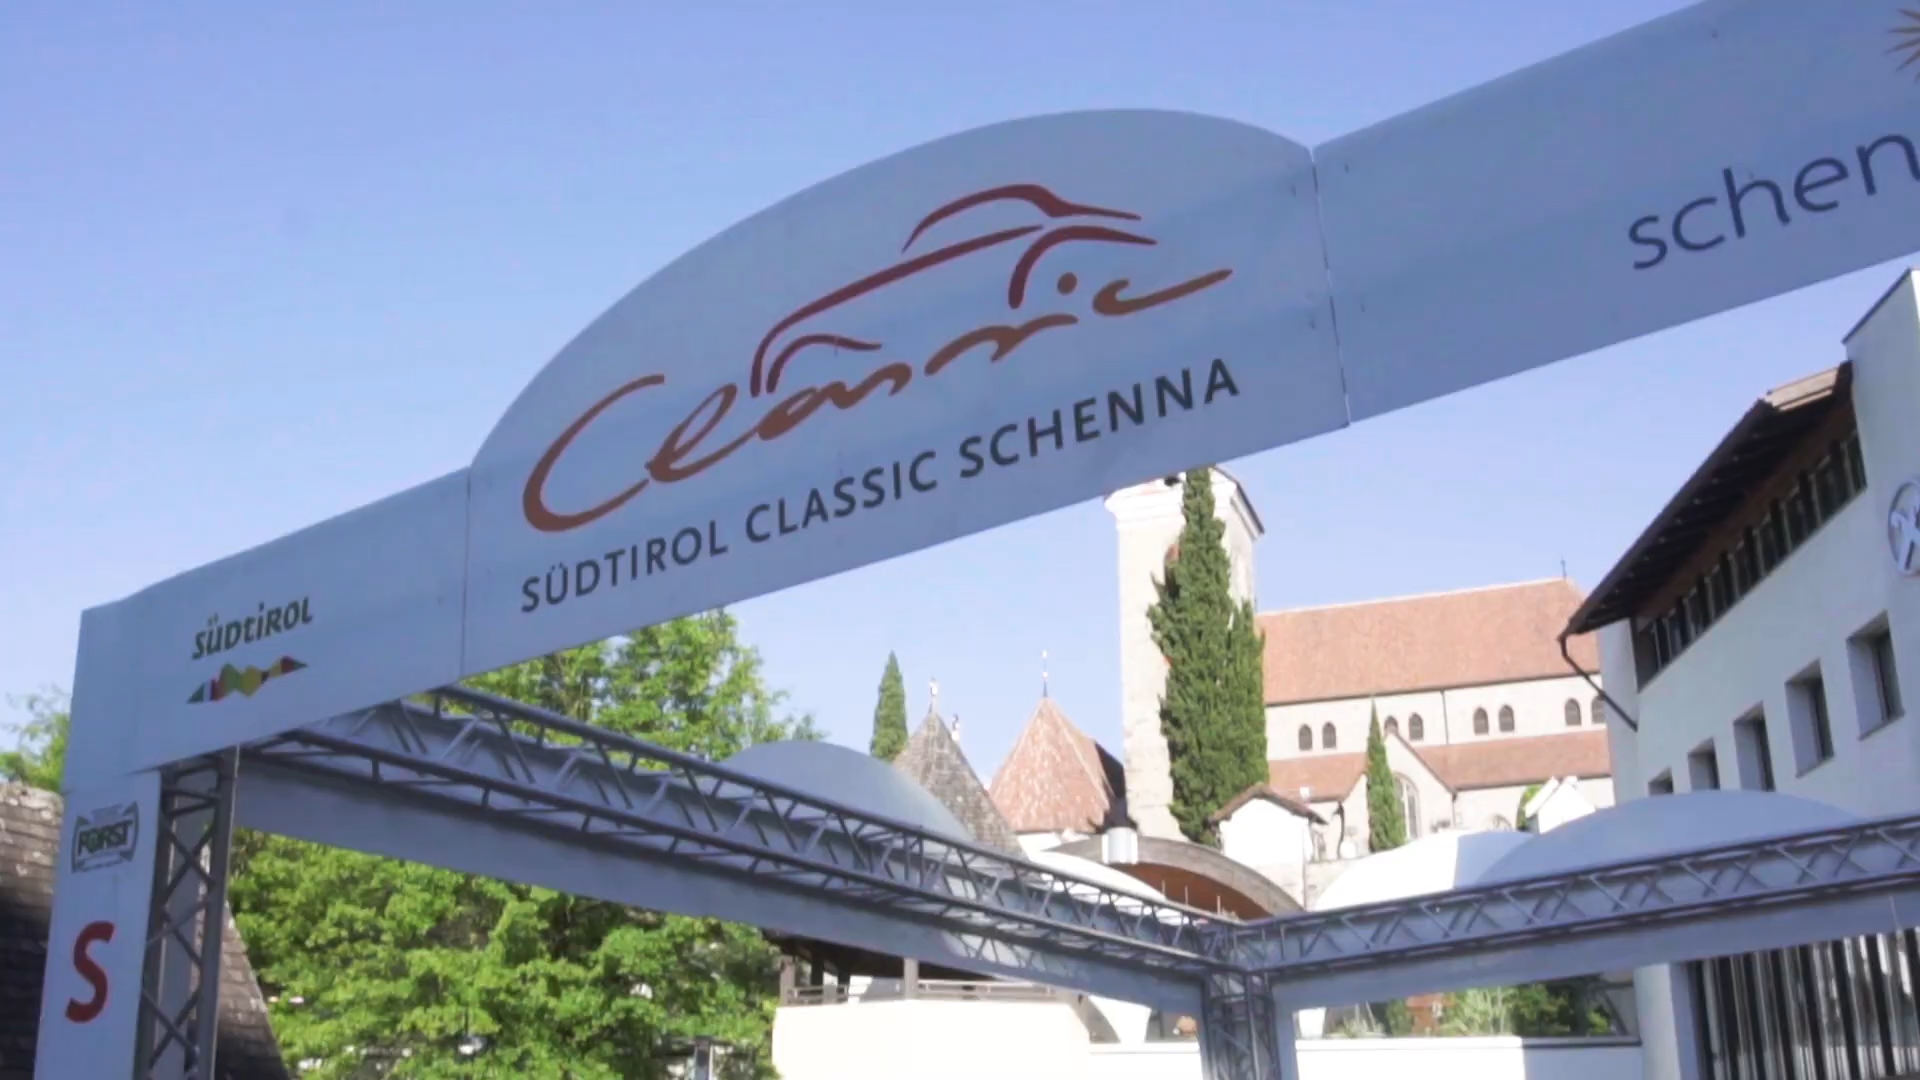 schen
Classic
SÜDTIROL CLASSIC SCHENNA
SÜDTIROL
FORST
S